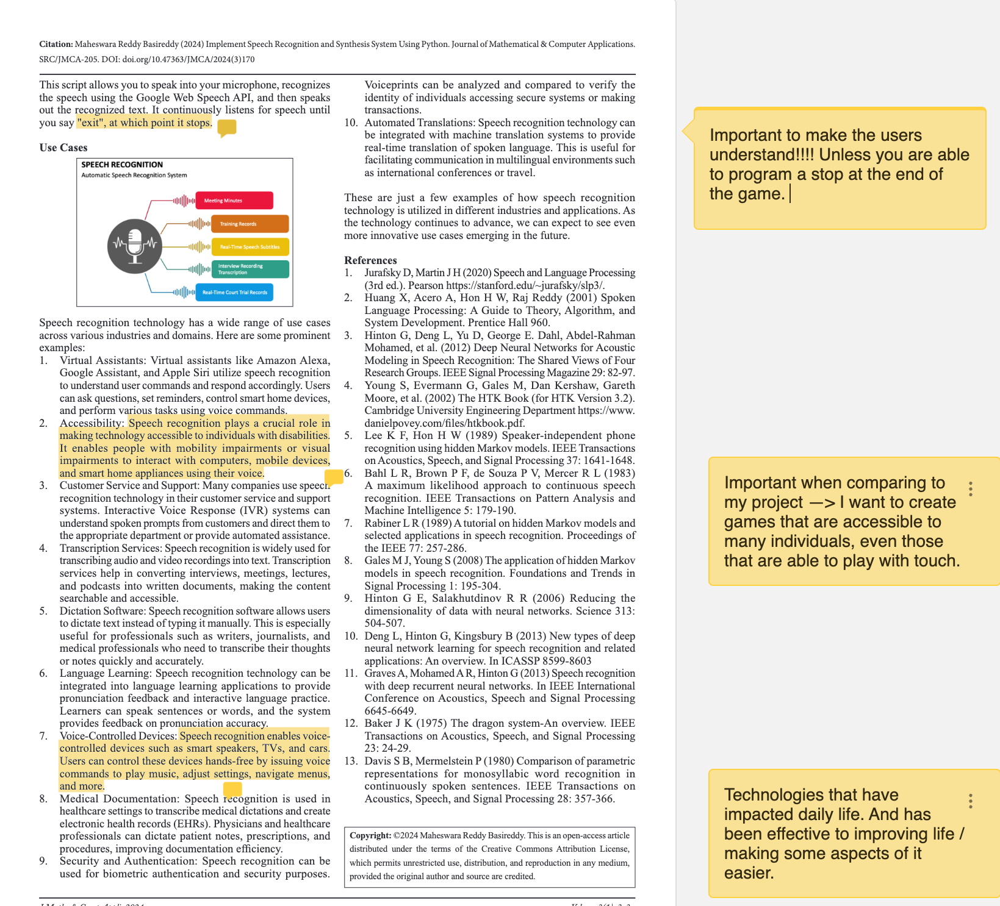 Citation: Maheswara Reddy Basireddy (2024) Implement Speech Recognition and Synthesis System Using Python. Journal of Mathematical & Computer Applications.
SRC/JMCA-205. DOI: doi.org/10.47363/JMCA/2024(3)170
This script allows you to speak into your microphone, recognizes
the speech using the Google Web Speech API, and then speaks
out the recognized text. It continuously listens for speech until
you say "exit", at which point it stops.
Use Cases
SPEECH RECOGNITION
Automatic Speech Recognition System
Meeting Minutes
Training Records
Real-Time Speech Subtitles
Interview Recording
Transcription
Real-Time Court Trial Records
Speech recognition technology has a wide range of use cases
across various industries and domains. Here are some prominent
examples:
1. Virtual Assistants: Virtual assistants like Amazon Alexa,
Google Assistant, and Apple Siri utilize speech recognition
to understand user commands and respond accordingly. Users
can ask questions, set reminders, control smart home devices,
and perform various tasks using voice commands.
2. Accessibility: Speech recognition plays a crucial role in
making technology accessible to individuals with disabilities.
It enables people with mobility impairments or visual
impairments to interact with computers, mobile devices,
and smart home appliances using their voice.
3. Customer Service and Support: Many companies use speech
recognition technology in their customer service and support
systems. Interactive Voice Response (IVR) systems can
understand spoken prompts from customers and direct them to
the appropriate department or provide automated assistance.
4. Transcription Services: Speech recognition is widely used for
transcribing audio and video recordings into text. Transcription
services help in converting interviews, meetings, lectures,
and podcasts into written documents, making the content
searchable and accessible.
5. Dictation Software: Speech recognition software allows users
to dictate text instead of typing it manually. This is especially
useful for professionals such as writers, journalists, and
medical professionals who need to transcribe their thoughts
or notes quickly and accurately.
6. Language Learning: Speech recognition technology can be
integrated into language learning applications to provide
pronunciation feedback and interactive language practice.
Learners can speak sentences or words, and the system
provides feedback on pronunciation accuracy.
7. Voice-Controlled Devices: Speech recognition enables voice-
controlled devices such as smart speakers, TVs, and cars.
Users can control these devices hands-free by issuing voice
commands to play music, adjust settings, navigate menus,
and more.
8. Medical Documentation: Speech recognition is used in
healthcare settings to transcribe medical dictations and create
electronic health records (EHRs). Physicians and healthcare
professionals can dictate patient notes, prescriptions, and
procedures, improving documentation efficiency.
9. Security and Authentication: Speech recognition can be
used for biometric authentication and security purposes.
Voiceprints can be analyzed and compared to verify the
identity of individuals accessing secure systems or making
transactions.
10. Automated Translations: Speech recognition technology can
be integrated with machine translation systems to provide
real-time translation of spoken language. This is useful for
facilitating communication in multilingual environments such
as international conferences or travel.
These are just a few examples of how speech recognition
technology is utilized in different industries and applications. As
the technology continues to advance, we can expect to see even
more innovative use cases emerging in the future.
References
1. Jurafsky D, Martin J H (2020) Speech and Language Processing
(3rd ed.). Pearson https://stanford.edu/~jurafsky/slp3/.
2. Huang X, Acero A, Hon H W, Raj Reddy (2001) Spoken
Language Processing: A Guide to Theory, Algorithm, and
System Development. Prentice Hall 960.
3. Hinton G, Deng L, Yu D, George E. Dahl, Abdel-Rahman
Mohamed, et al. (2012) Deep Neural Networks for Acoustic
Modeling in Speech Recognition: The Shared Views of Four
Research Groups. IEEE Signal Processing Magazine 29: 82-97.
4. Young S, Evermann G, Gales M, Dan Kershaw, Gareth
Moore, et al. (2002) The HTK Book (for HTK Version 3.2).
Cambridge University Engineering Department https://www.
danielpovey.com/files/htkbook.pdf.
5. Lee K F, Hon H W (1989) Speaker-independent phone
recognition using hidden Markov models. IEEE Transactions
on Acoustics, Speech, and Signal Processing 37: 1641-1648.
6. Bahl L R, Brown P F, de Souza P V, Mercer R L (1983)
A maximum likelihood approach to continuous speech
recognition. IEEE Transactions on Pattern Analysis and
Machine Intelligence 5: 179-190.
7. Rabiner L R (1989) A tutorial on hidden Markov models and
selected applications in speech recognition. Proceedings of
the IEEE 77: 257-286.
8. Gales M J, Young S (2008) The application of hidden Markov
models in speech recognition. Foundations and Trends in
Signal Processing 1: 195-304.
9. Hinton G E, Salakhutdinov R R (2006) Reducing the
dimensionality of data with neural networks. Science 313:
504-507.
10. Deng L, Hinton G, Kingsbury B (2013) New types of deep
neural network learning for speech recognition and related
applications: An overview. In ICASSP 8599-8603
11. Graves A, Mohamed A R, Hinton G (2013) Speech recognition
with deep recurrent neural networks. In IEEE International
Conference on Acoustics, Speech and Signal Processing
6645-6649.
12. Baker J K (1975) The dragon system-An overview. IEEE
Transactions on Acoustics, Speech, and Signal Processing
23: 24-29.
13. Davis S B, Mermelstein P (1980) Comparison of parametric
representations for monosyllabic word recognition in
continuously spoken sentences. IEEE Transactions on
Acoustics, Speech, and Signal Processing 28: 357-366.
Copyright: ©2024 Maheswara Reddy Basireddy. This is an open-access article
distributed under the terms of the Creative Commons Attribution License,
which permits unrestricted use, distribution, and reproduction in any medium,
provided the original author and source are credited.
Important to make the users
understand!!!! Unless you are able
to program a stop at the end of
the game.
Important when comparing to
my project —> I want to create
games that are accessible to
many individuals, even those
that are able to play with touch.
Technologies that have
impacted daily life. And has
been effective to improving life /
making some aspects of it
easier.